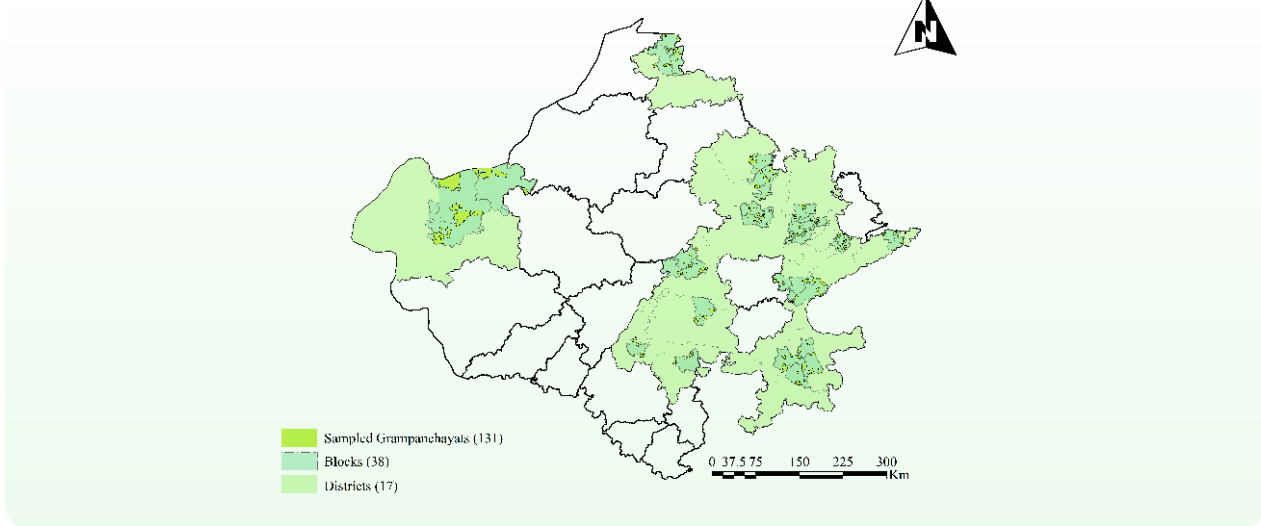 N
Sampled Grampanchayats (131)
Blocks (38)
Districts (17)
0 37.5 75 150 225 300
Km